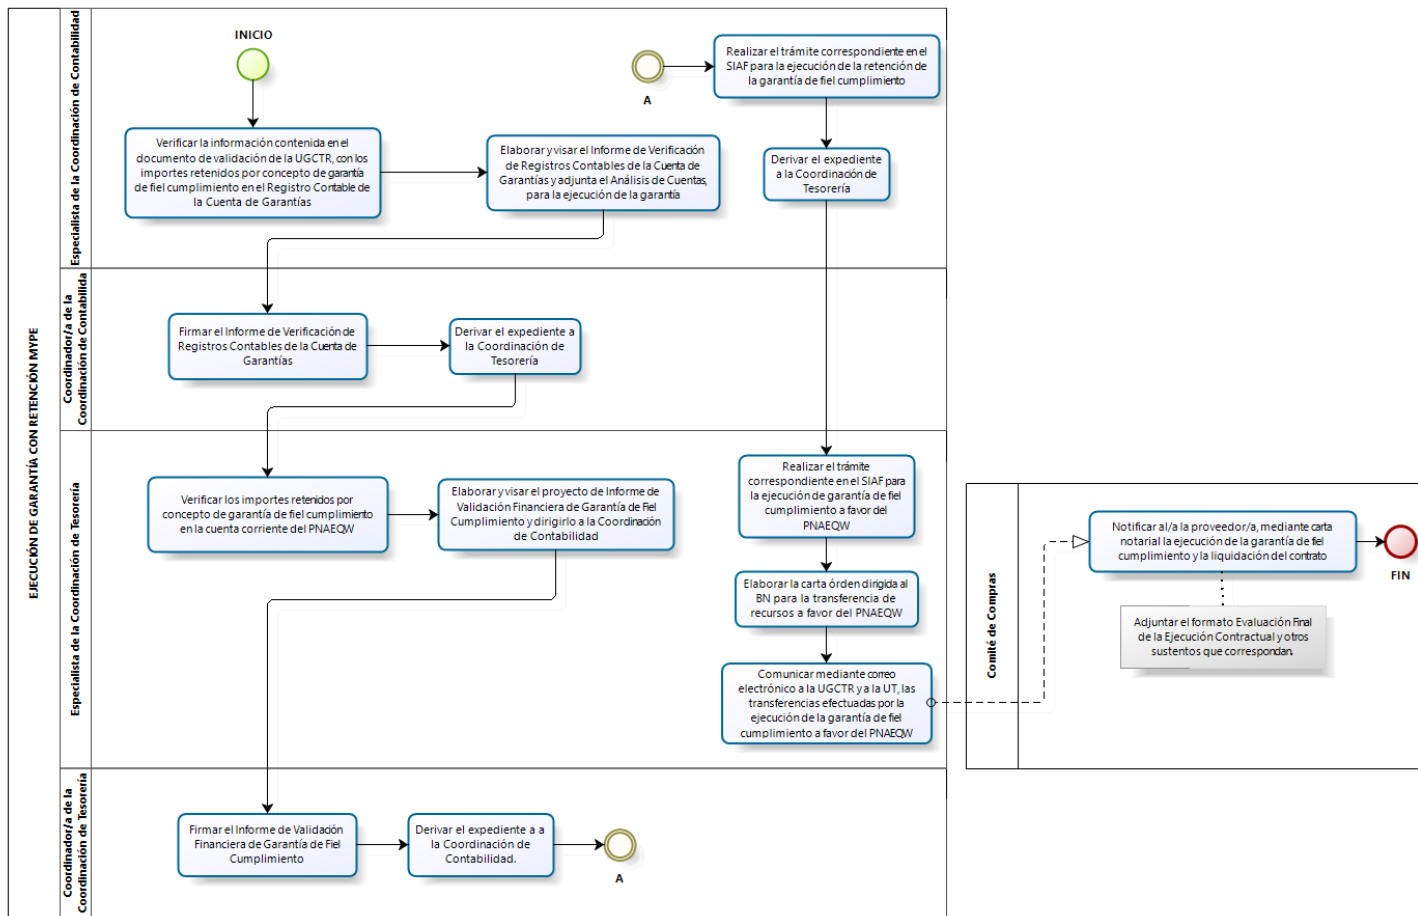 EJECUCIÓN DE GARANTÍA CON RETENCIÓN MYPE
Especialista de la Coordinación de Contabilidad
INICIO
Verificar la información contenida en el
documento de validación de la UGCTR, con los
importes retenidos por concepto de garantía
de fiel cumplimiento en el Registro Contable de
la Cuenta de Garantías
Elaborar y visar el Informe de Verificación
de Registros Contables de la Cuenta de
Garantías y adjunta el Análisis de Cuentas,
para la ejecución de la garantía
A
Realizar el trámite correspondiente en el
SIAF para la ejecución de la retención de
la garantía de fiel cumplimiento
Derivar el expediente
a la Coordinación de
Tesorería
Coordinador/a de la
Coordinación de Contabilida
Firmar el Informe de Verificación de
Registros Contables de la Cuenta de
Garantías
Derivar el expediente a
la Coordinación de
Tesorería
Especialista de la Coordinación de Tesorería
Verificar los importes retenidos por
concepto de garantía de fiel cumplimiento
en la cuenta corriente del PNAEQW
Elaborar y visar el proyecto de Informe de
Validación Financiera de Garantía de Fiel
Cumplimiento y dirigirlo a la Coordinación
de Contabilidad
Realizar el trámite
correspondiente en el SIAF para
la ejecución de garantía de fiel
cumplimiento a favor del
PNAEQW
Elaborar la carta órden dirigida al
BN para la transferencia de
recursos a favor del PNAEQW
Comunicar mediante correo
electrónico a la UGCTR y a la UT, las
transferencias efectuadas por la
ejecución de la garantía de fiel
cumplimiento a favor del PNAEQW
Coordinador/a de la
Coordinación de Tesorería
Firmar el Informe de Validación
Financiera de Garantía de Fiel
Cumplimiento
Derivar el expediente a a
la Coordinación de
Contabilidad.
A
Comité de Compras
Notificar al/a la proveedor/a, mediante carta
notarial la ejecución de la garantía de fiel
cumplimiento y la liquidación del contrato
FIN
Adjuntar el formato Evaluación Final
de la Ejecución Contractual y otros
sustentos que correspondan.